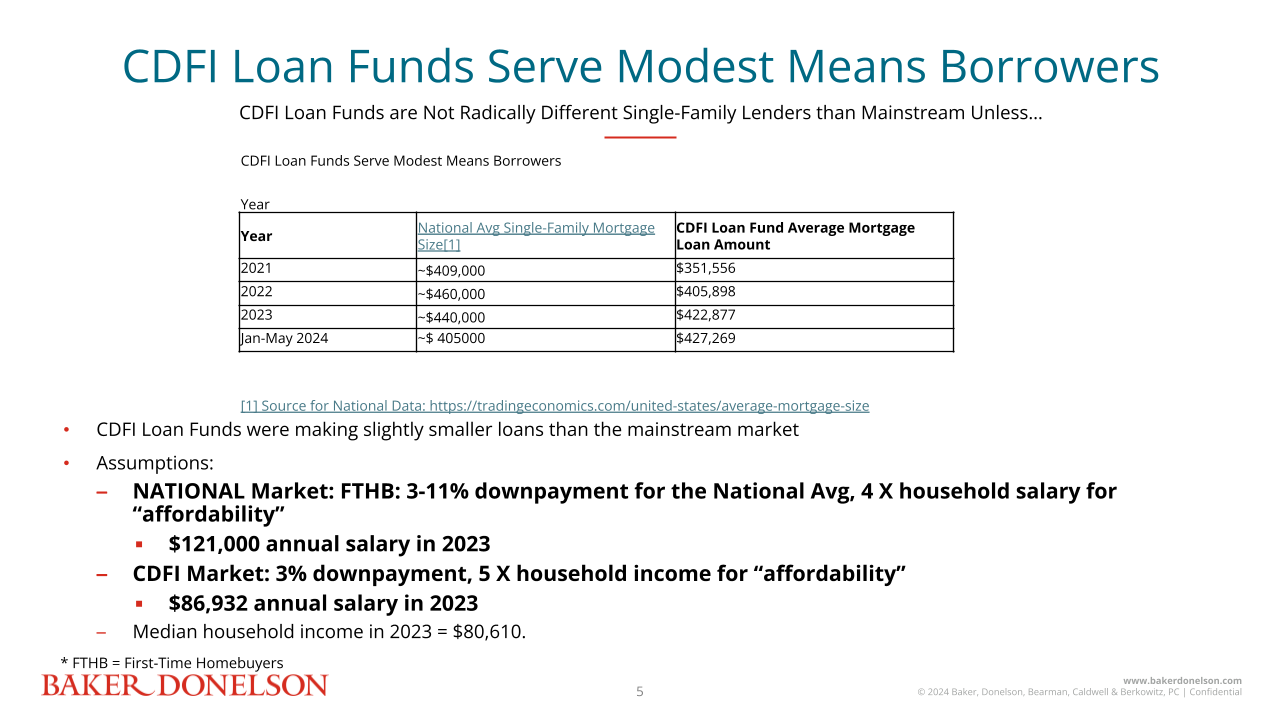 CDFI Loan Funds Serve Modest Means Borrowers
CDFI Loan Funds are Not Radically Different Single-Family Lenders than Mainstream Unless...
CDFI Loan Funds Serve Modest Means Borrowers
Year
Year
National Avg Single-Family Mortgage
Size[1]
CDFI Loan Fund Average Mortgage
Loan Amount
2021
~$409,000
$351,556
2022
~$460,000
$405,898
2023
~$440,000
$422,877
Jan-May 2024
~$ 405000
$427,269
[1] Source for National Data: https://tradingeconomics.com/united-states/average-mortgage-size
• CDFI Loan Funds were making slightly smaller loans than the mainstream market
• Assumptions:
– NATIONAL Market: FTHB: 3-11% downpayment for the National Avg, 4 X household salary for
“affordability”
▪ $121,000 annual salary in 2023
– CDFI Market: 3% downpayment, 5 X household income for “affordability”
▪ $86,932 annual salary in 2023
– Median household income in 2023 = $80,610.
* FTHB = First-Time Homebuyers
BAKER DONELSON
5
www.bakerdonelson.com
© 2024 Baker, Donelson, Bearman, Caldwell & Berkowitz, PC | Confidential